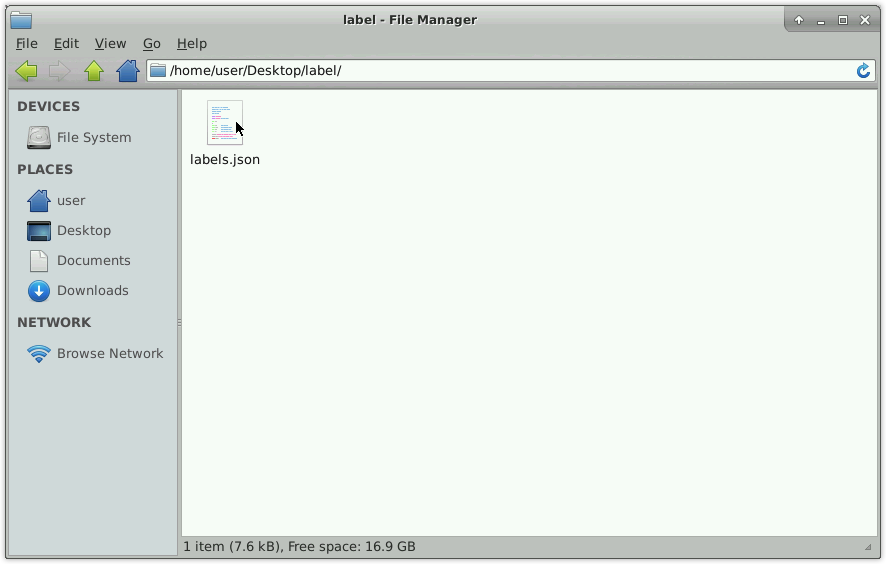 label - File Manager
File Edit View Go Help
/home/user/Desktop/label/
DEVICES
File System
PLACES
user
Desktop
Documents
Downloads
NETWORK
Browse Network
labels.json
1 item (7.6 kB), Free space: 16.9 GB